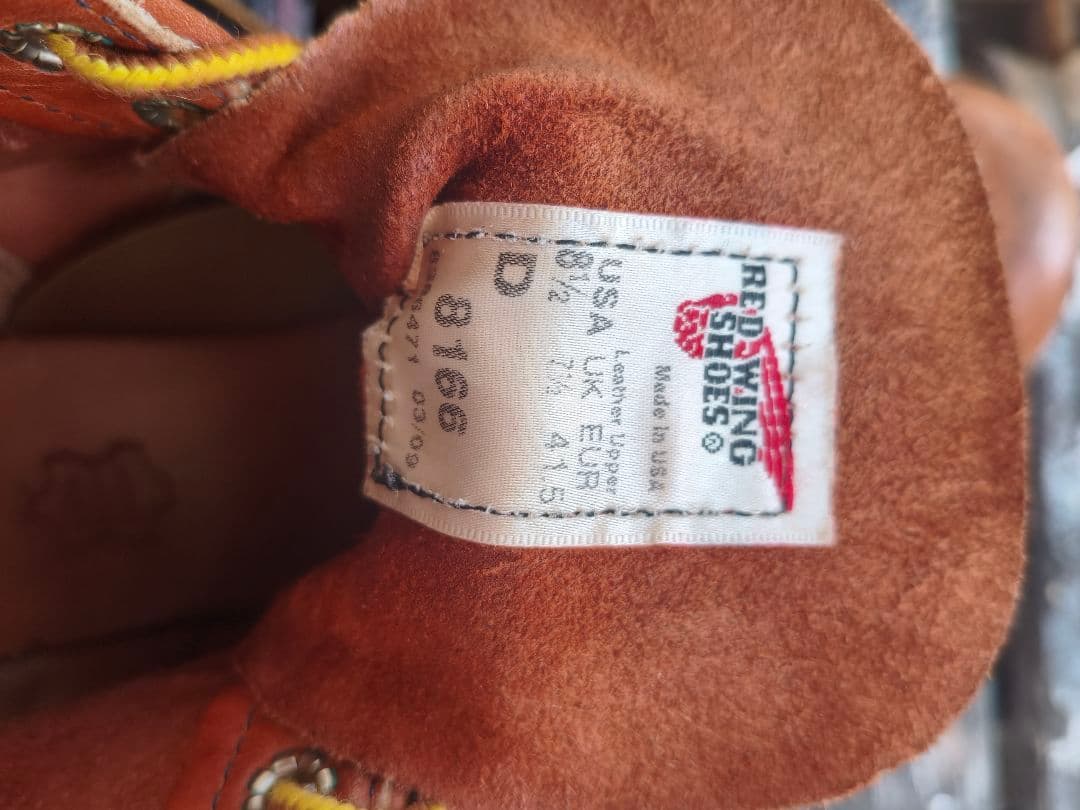 RED WING
SHOES®
Made in USA
Leather Upper
USA UK EUR
8½ 7½ 41.5
D
8166
03/09